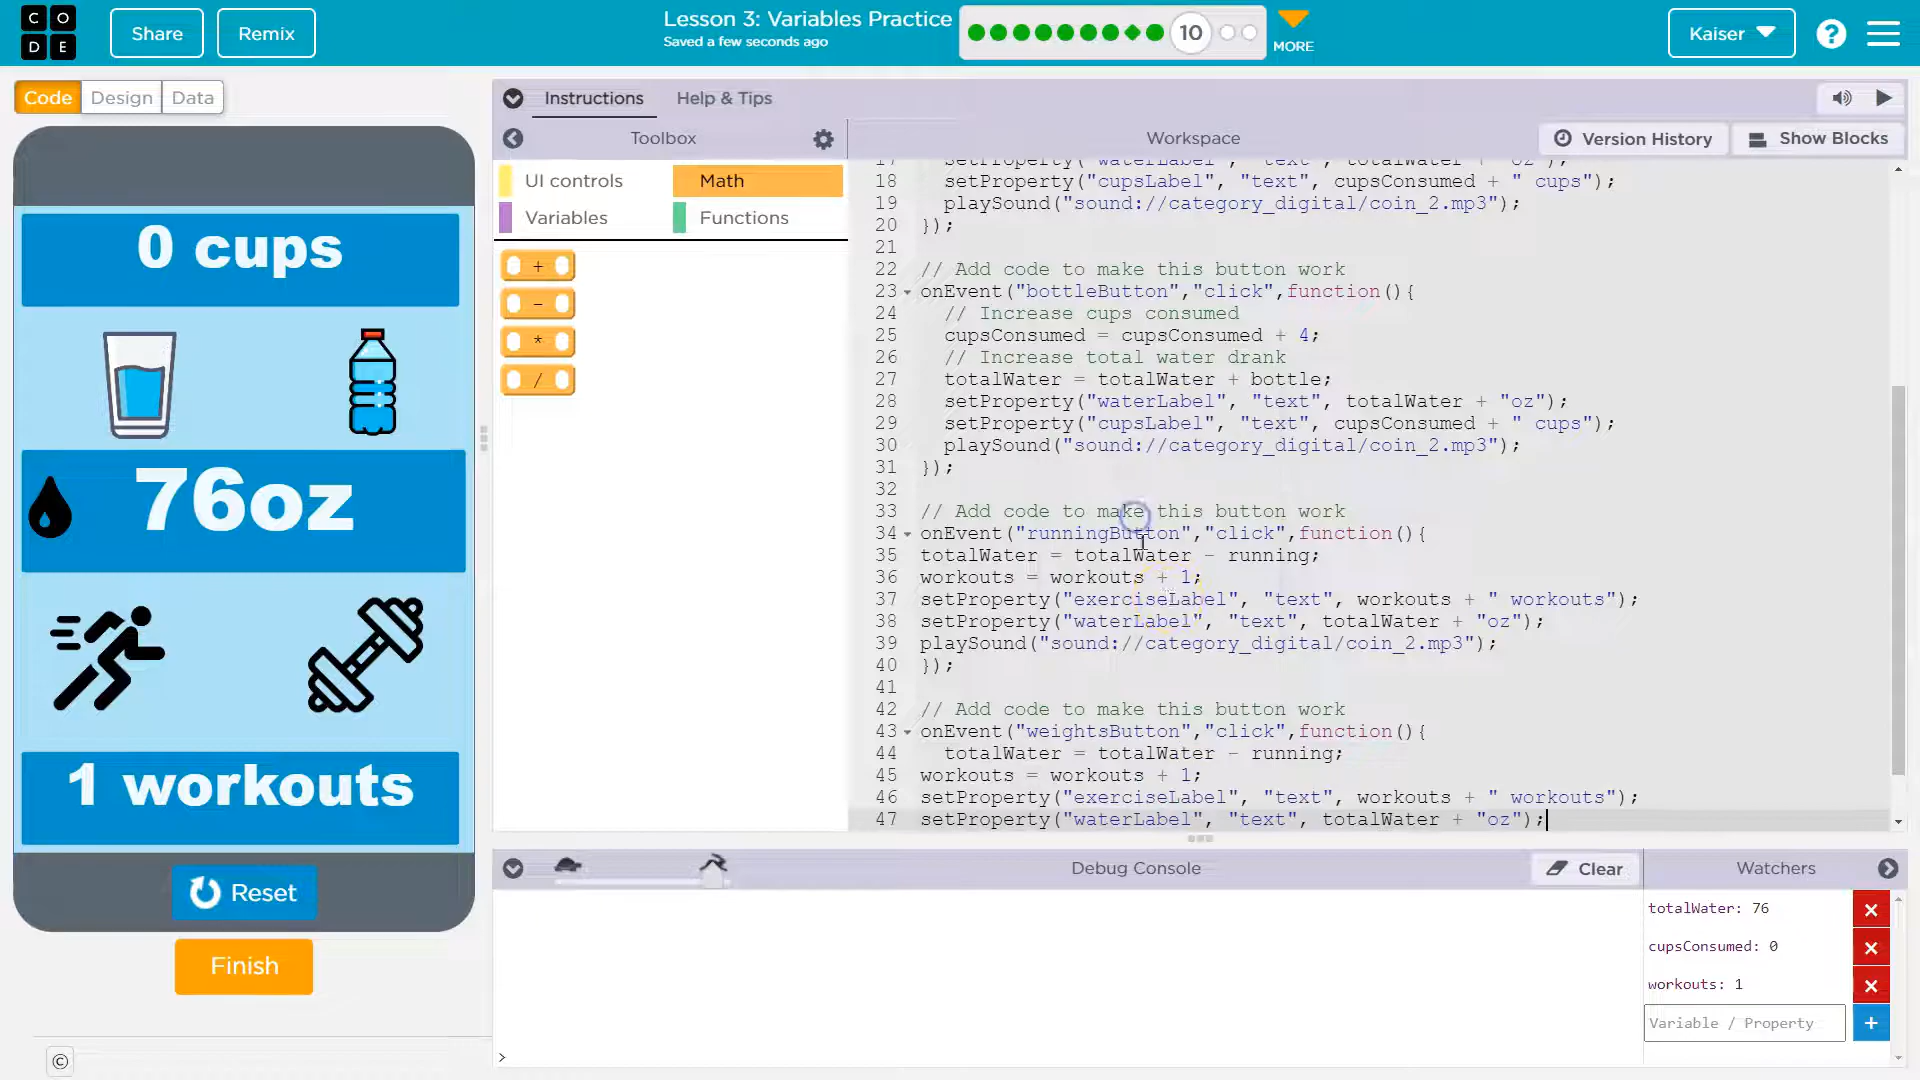 CODE
Share
Remix
Lesson 3: Variables Practice
Saved a few seconds ago
10
MORE
Kaiser
?
Code
Design
Data
Instructions
Help & Tips
Toolbox
Workspace
Version History
Show Blocks
UI controls
Math
Variables
Functions
+
-
*
/
17 setProperty("waterLabel", "text", totalWater + "oz");
18 setProperty("cupsLabel", "text", cupsConsumed + " cups");
19 playSound("sound://category_digital/coin_2.mp3");
20 });
21
22 // Add code to make this button work
23 onEvent("bottleButton","click",function(){
24 // Increase cups consumed
25 cupsConsumed = cupsConsumed + 4;
26 // Increase total water drank
27 totalWater = totalWater + bottle;
28 setProperty("waterLabel", "text", totalWater + "oz");
29 setProperty("cupsLabel", "text", cupsConsumed + " cups");
30 playSound("sound://category_digital/coin_2.mp3");
31 });
32
33 // Add code to make this button work
34 onEvent("runningButton","click",function(){
35 totalWater = totalWater - running;
36 workouts = workouts + 1;
37 setProperty("exerciseLabel", "text", workouts + " workouts");
38 setProperty("waterLabel", "text", totalWater + "oz");
39 playSound("sound://category_digital/coin_2.mp3");
40 });
41
42 // Add code to make this button work
43 onEvent("weightsButton","click",function(){
44 totalWater = totalWater - running;
45 workouts = workouts + 1;
46 setProperty("exerciseLabel", "text", workouts + " workouts");
47 setProperty("waterLabel", "text", totalWater + "oz");
0 cups
76oz
1 workouts
Reset
Finish
©
Debug Console
Clear
Watchers
totalWater: 76
cupsConsumed: 0
workouts: 1
Variable / Property
+
>